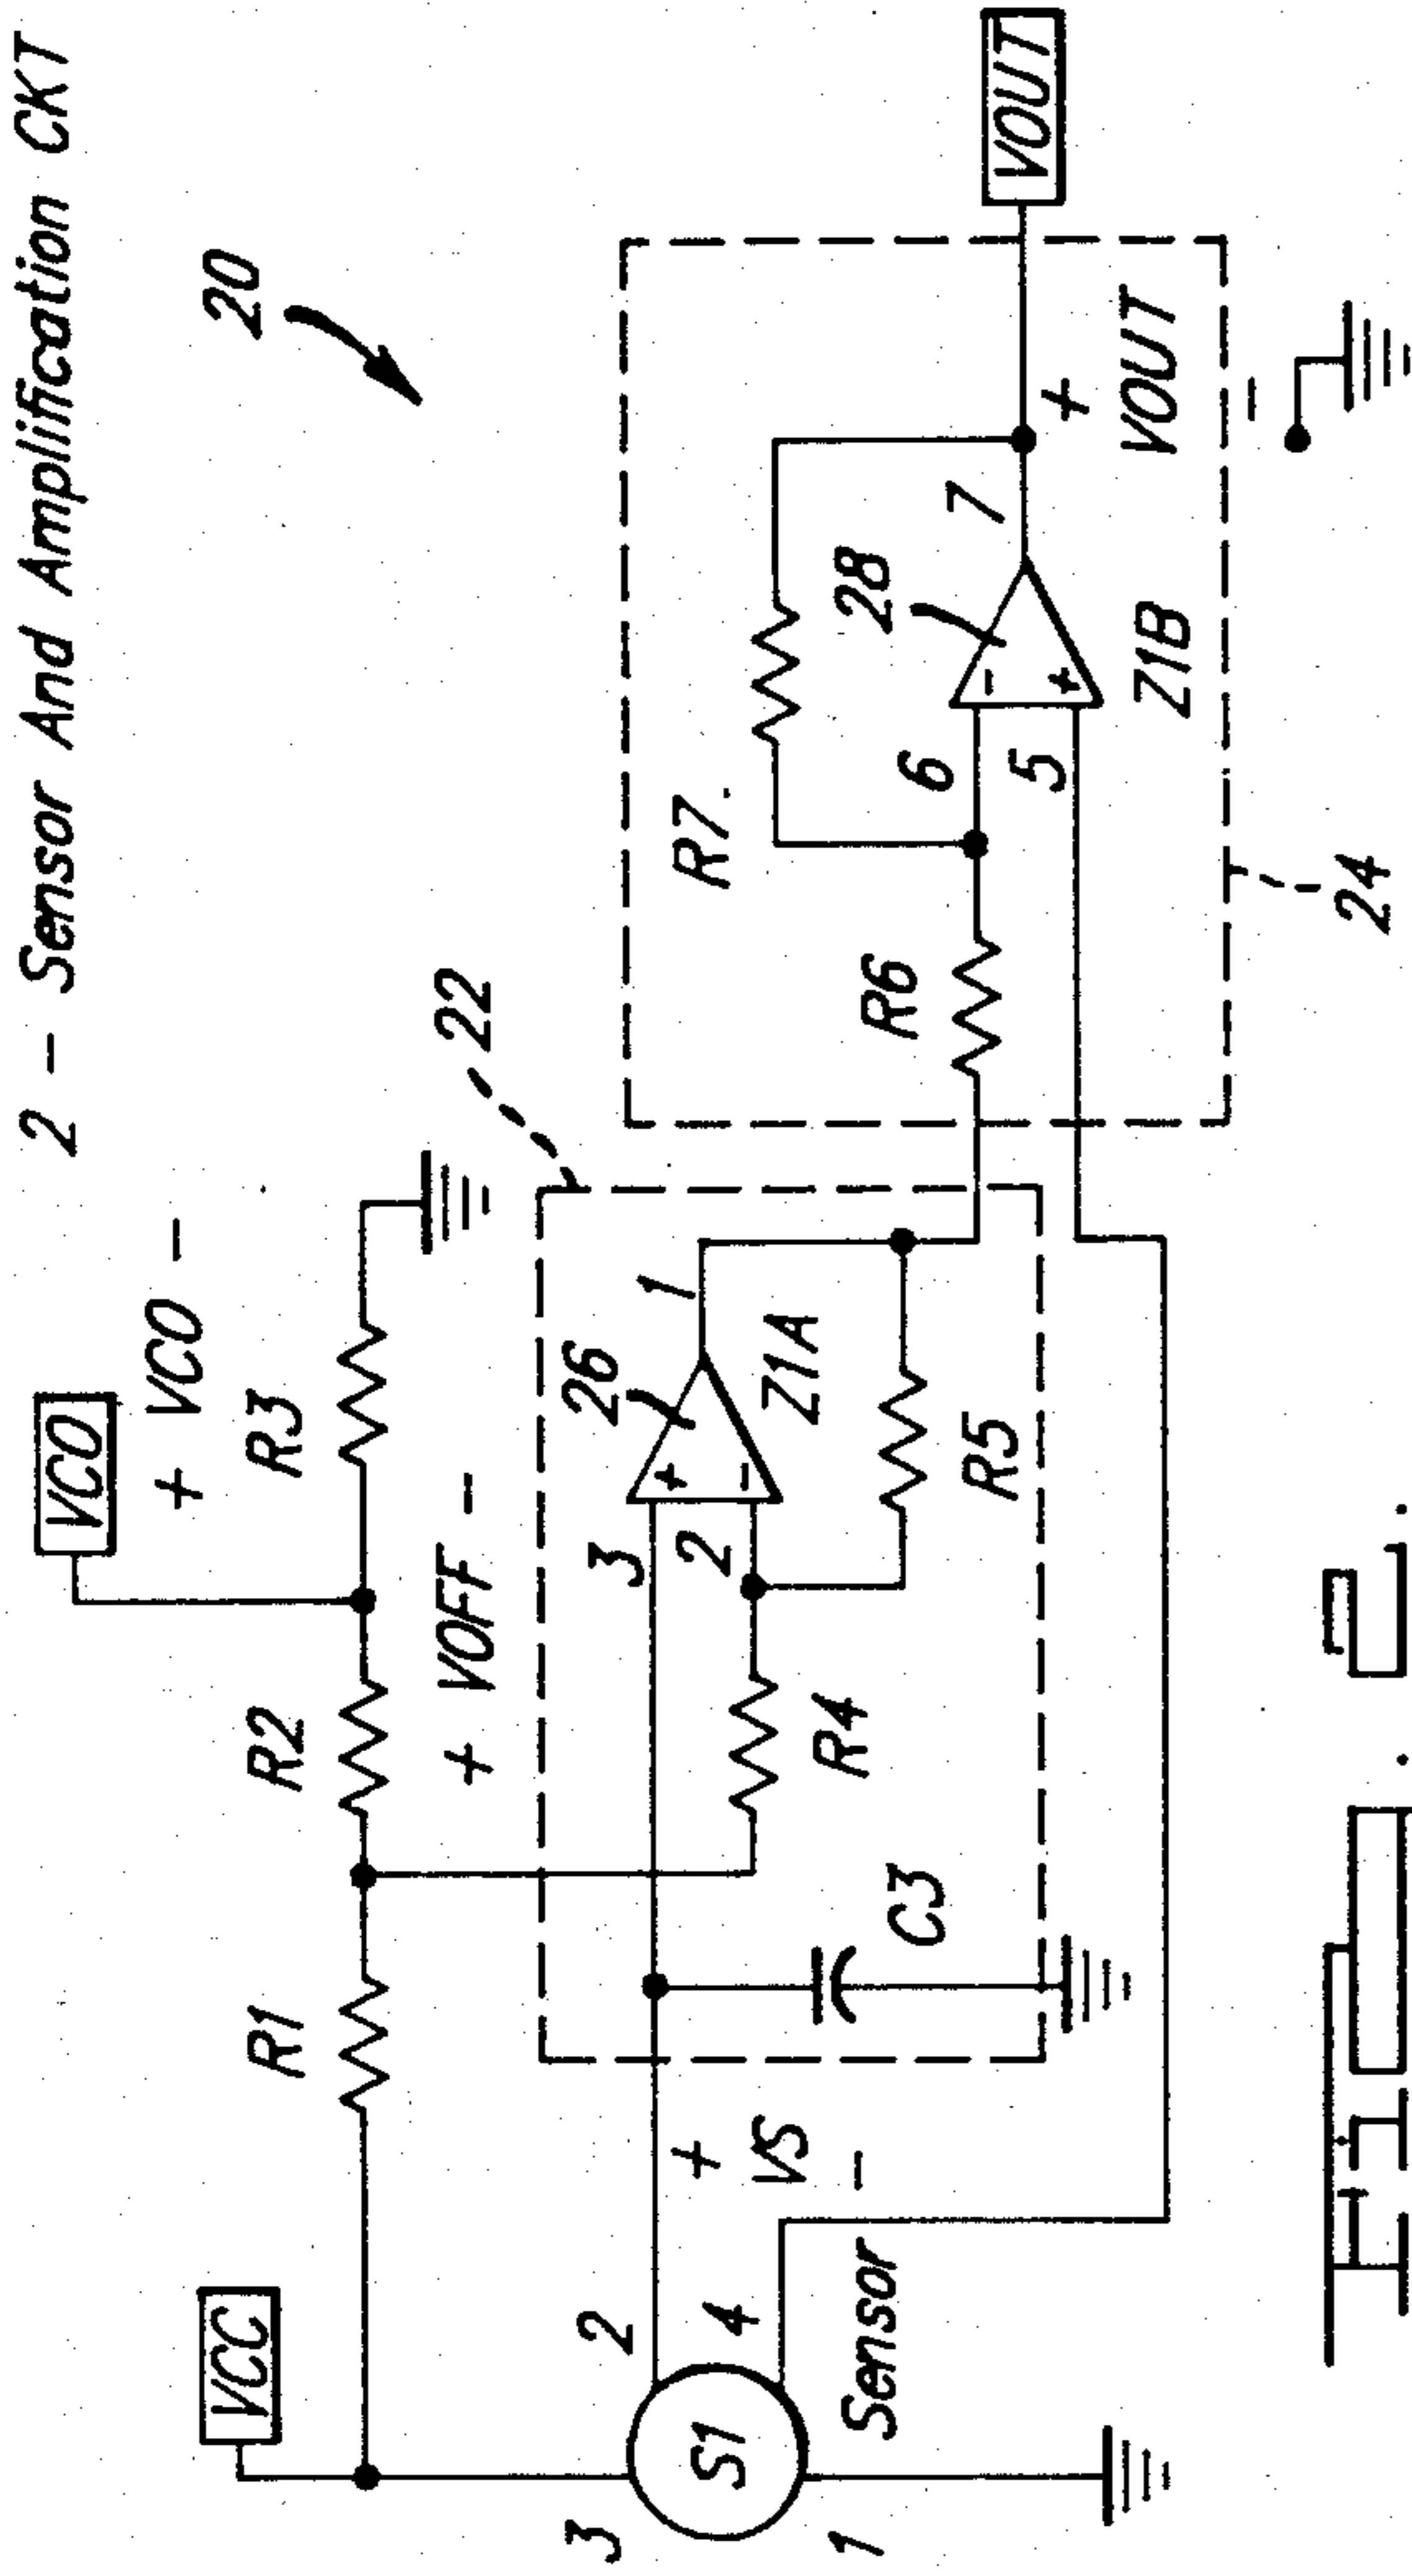 2 - Sensor And Amplification CKT
20
VCC
VCO
+ VCO -
R1
R2
R3
+ VOFF -
22
3
2
S1
4
1
Sensor
+
VS
-
3
+
26
1
2
-
Z1A
R4
R5
C3
R7
R6
6
-
28
7
5
+
Z1B
+
VOUT
-
VOUT
24
Fig. 2.